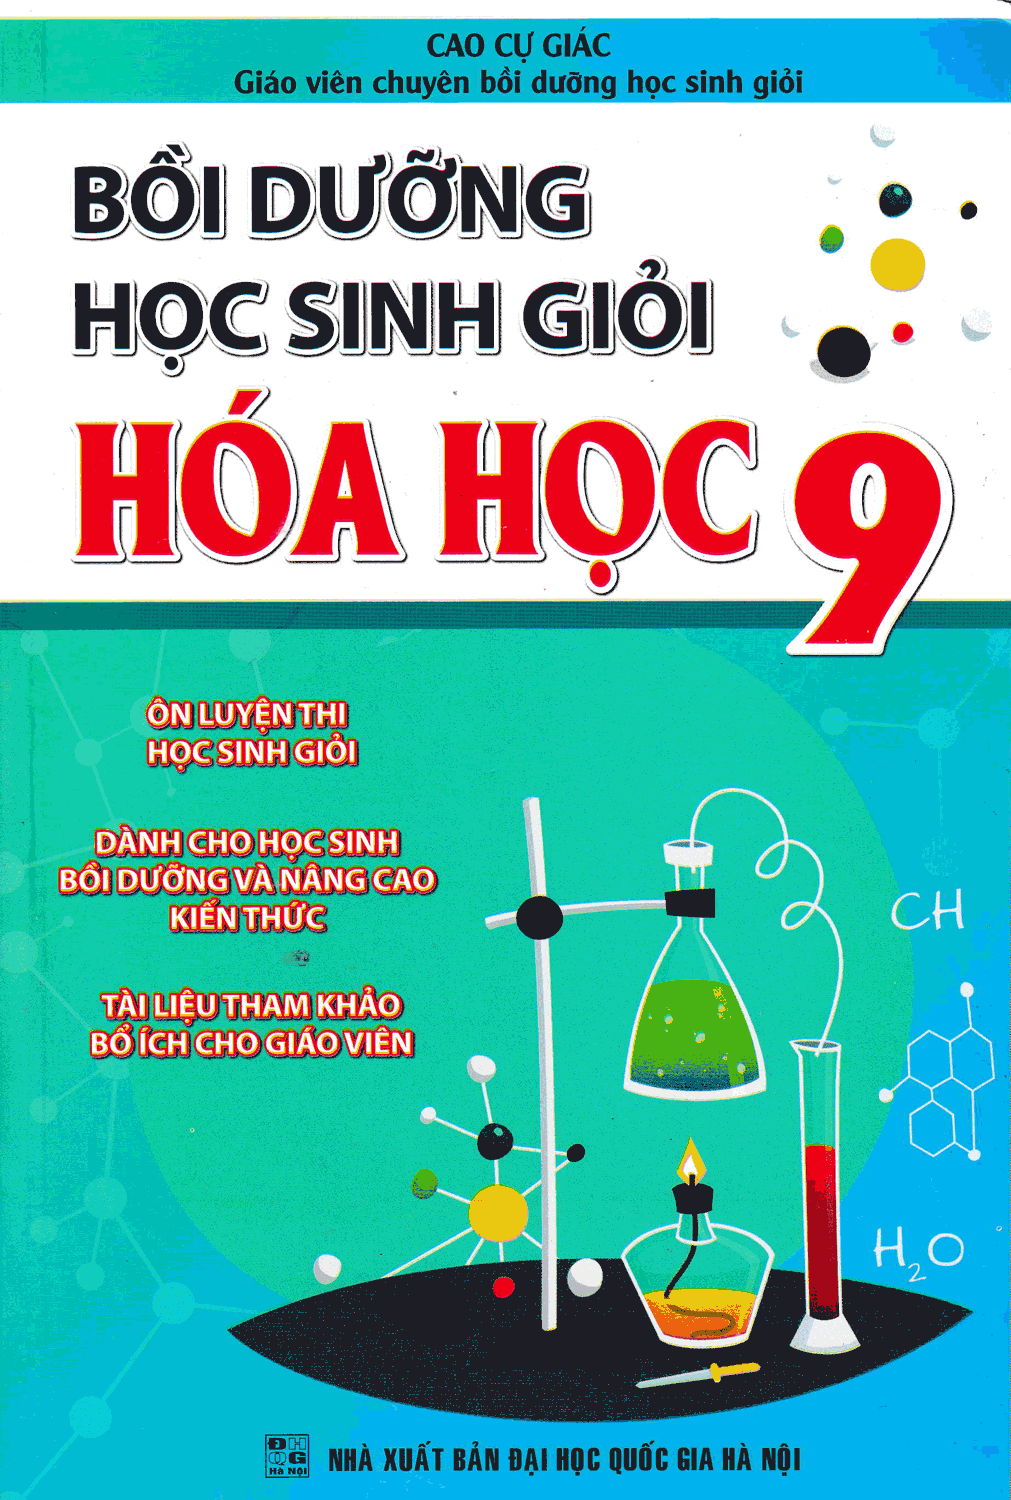 CAO CỰ GIÁC
Giáo viên chuyên bồi dưỡng học sinh giỏi
BỒI DƯỠNG
HỌC SINH GIỎI
HÓA HỌC 9
ÔN LUYỆN THI
HỌC SINH GIỎI
DÀNH CHO HỌC SINH
BỒI DƯỠNG VÀ NÂNG CAO
KIẾN THỨC
TÀI LIỆU THAM KHẢO
BỔ ÍCH CHO GIÁO VIÊN
CH
H₂O
ĐH
QG
HÀ NỘI
NHÀ XUẤT BẢN ĐẠI HỌC QUỐC GIA HÀ NỘI